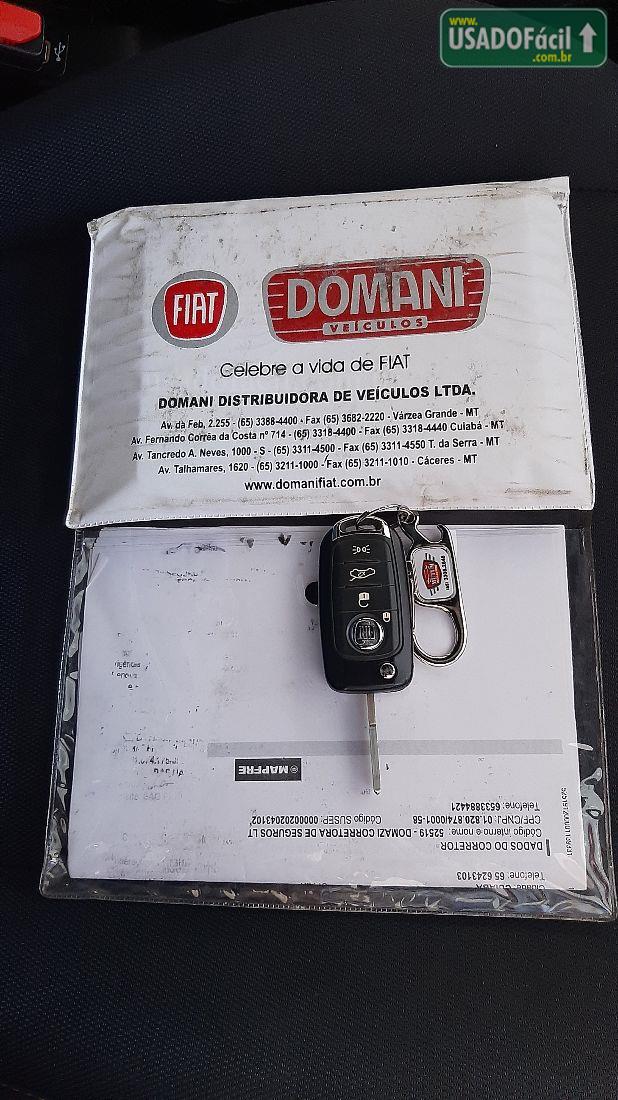 www.
USADOFácil
.com.br
FIAT
DOMANI
VEÍCULOS
Celebre a vida de FIAT
DOMANI DISTRIBUIDORA DE VEÍCULOS LTDA.
Av. da Feb, 2.255 - (65) 3388-4400 - Fax (65) 3682-2220 - Várzea Grande - MT
Av. Fernando Corrêa da Costa nº 714 - (65) 3318-4400 - Fax (65) 3318-4440 Cuiabá - MT
Av. Tancredo A. Neves, 1000 - S - (65) 3311-4500 - Fax (65) 3311-4550 T. da Serra - MT
Av. Talhamares, 1620 - (65) 3211-1000 - Fax (65) 3211-1010 - Cáceres - MT
www.domanifiat.com.br
MAPFRE
Telefone: 65 6243103
DADOS DO CORRETOR
Código interno e nome: 52519 - DOMAZI CORRETORA DE SEGUROS LT
CPF/CNPJ: 01.820.874/0001-58 Código SUSEP: 00000202043102
Telefone: 653884421